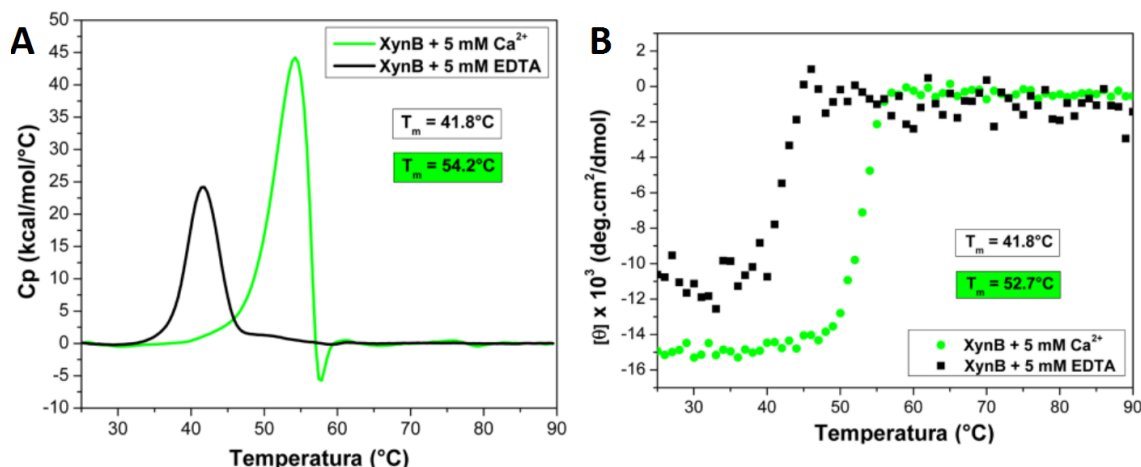 A
Cp (kcal/mol/°C)
50
45
40
35
30
25
20
15
10
5
0
-5
-10
XynB + 5 mM Ca²⁺
XynB + 5 mM EDTA
Tₘ = 41.8°C
Tₘ = 54.2°C
30 40 50 60 70 80 90
Temperatura (°C)
B
[θ] x 10³ (deg.cm²/dmol)
2
0
-2
-4
-6
-8
-10
-12
-14
-16
Tₘ = 41.8°C
Tₘ = 52.7°C
XynB + 5 mM Ca²⁺
XynB + 5 mM EDTA
30 40 50 60 70 80 90
Temperatura (°C)